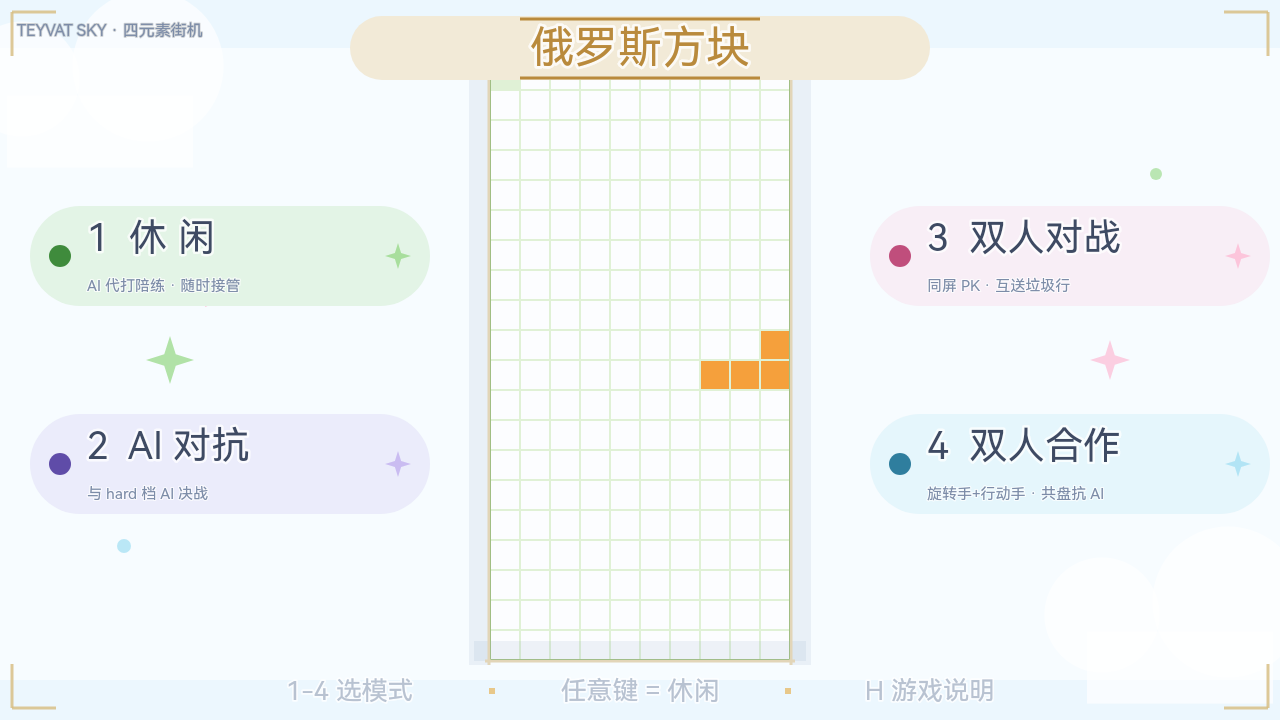 TEYVAT SKY · 四元素街机
俄罗斯方块
1 休 闲
AI 代打陪练 · 随时接管
2 AI 对抗
与 hard 档 AI 决战
3 双人对战
同屏 PK · 互送垃圾行
4 双人合作
旋转手+行动手 · 共盘抗 AI
1-4 选模式 ▪ 任意键 = 休闲 ▪ H 游戏说明